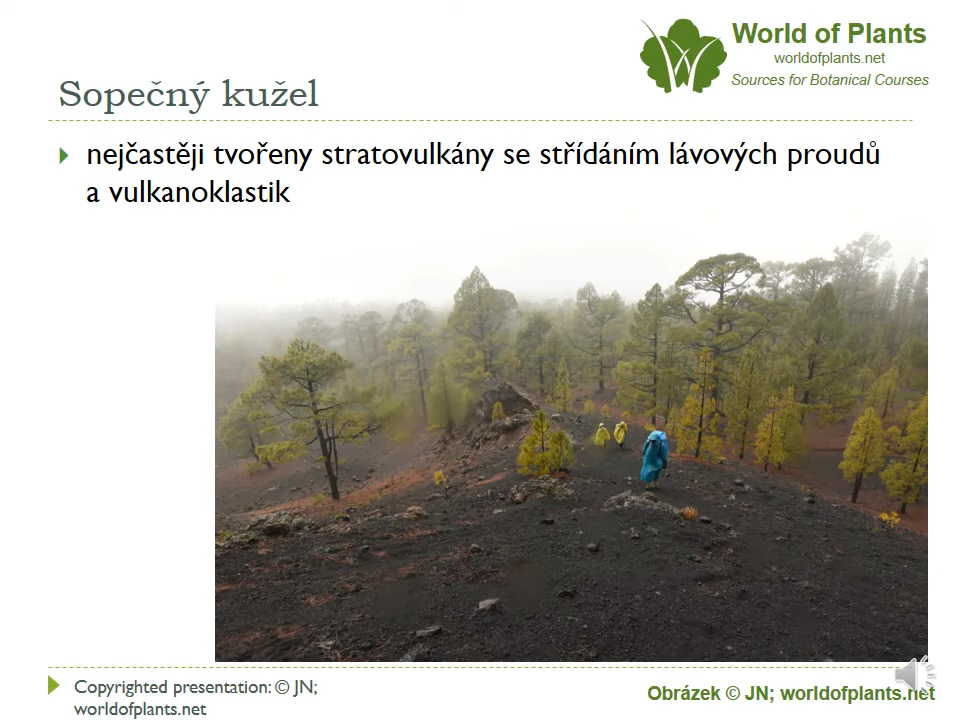 World of Plants
worldofplants.net
Sources for Botanical Courses
Sopečný kužel
nejčastěji tvořeny stratovulkány se střídáním lávových proudů
a vulkanoklastik
Copyrighted presentation: © JN;
worldofplants.net
Obrázek © JN; worldofplants.net